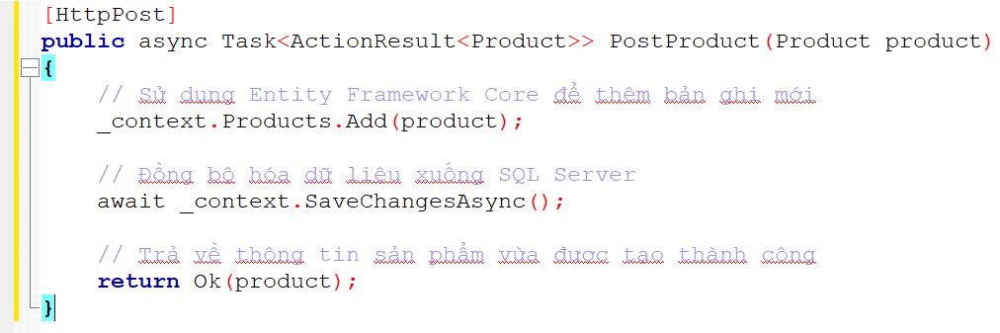 [HttpPost]
public async Task<ActionResult<Product>> PostProduct(Product product)
{
// Sử dụng Entity Framework Core để thêm bản ghi mới
_context.Products.Add(product);
// Đồng bộ hóa dữ liệu xuống SQL Server
await _context.SaveChangesAsync();
// Trả về thông tin sản phẩm vừa được tạo thành công
return Ok(product);
}